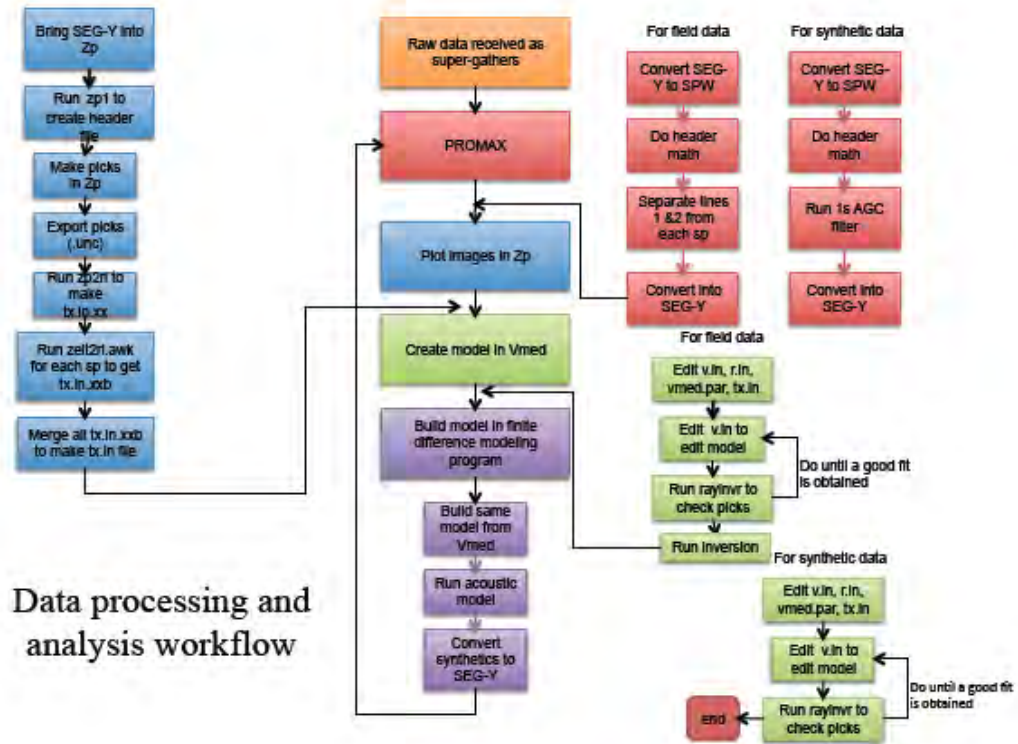 Bring SEG-Y into
Zp
Run zp1 to
create header
file
Make picks
in Zp
Export picks
(.unc)
Run zp2ri to
make
tx.in.xx
Run zelt2ri.awk
for each sp to get
tx.in.xxb
Merge all tx.in.xxb
to make tx.in file
Data processing and
analysis workflow
Raw data received as
super-gathers
PROMAX
Plot images in Zp
Create model in Vmed
Build model in finite
difference modeling
program
Build same
model from
Vmed
Run acoustic
model
Convert
synthetics to
SEG-Y
For field data
Convert SEG-
Y to SPW
Do header
math
Separate lines
1 &2 from
each sp
Convert into
SEG-Y
For synthetic data
Convert SEG-
Y to SPW
Do header
math
Run 1s AGC
filter
Convert into
SEG-Y
For field data
Edit v.in, r.in,
vmed.par, tx.in
Edit v.in to
edit model
Do until a good fit
is obtained
Run rayinvr to
check picks
Run inversion
For synthetic data
Edit v.in, r.in,
vmed.par, tx.in
Edit v.in to
edit model
Do until a good fit
is obtained
Run rayinvr to
check picks
end